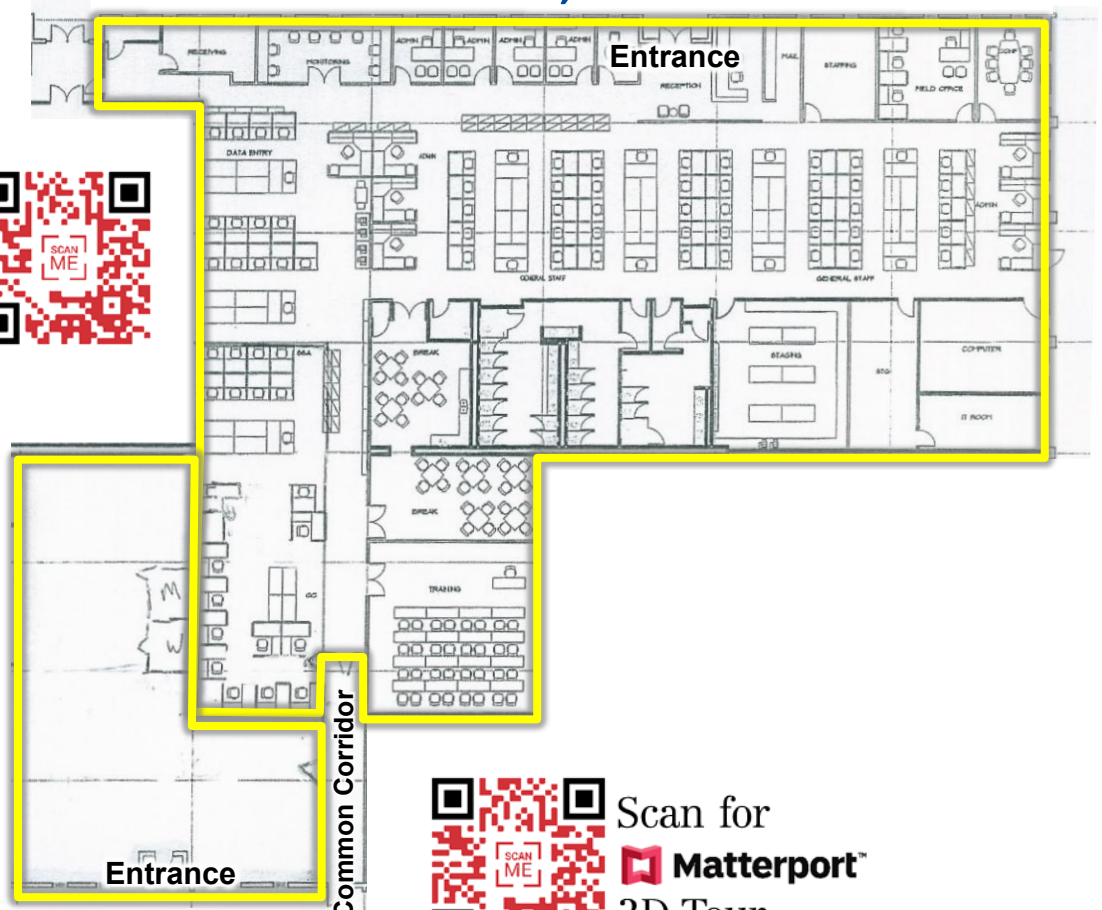 Entrance
RECEIVING
MONITORING
ADMIN
ADMIN
ADMIN
ADMIN
RECEPTION
MAIL
STAFFING
FIELD OFFICE
CONF
DATA ENTRY
ADMIN
ADMIN
GENERAL STAFF
GENERAL STAFF
BREAK
STAGING
COMPUTER
IT ROOM
BREAK
TRAINING
M
W
Common Corridor
Entrance
SCAN
ME
SCAN
ME
Scan for
Matterport™
3D Tour